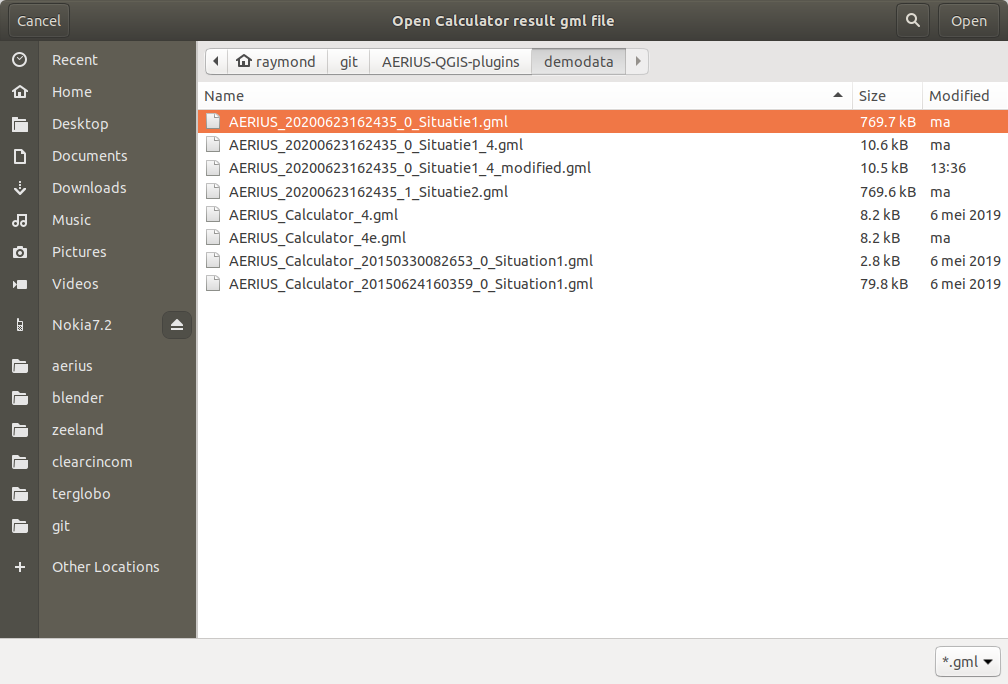 Cancel Open Calculator result gml file Open
Recent
Home
Desktop
Documents
Downloads
Music
Pictures
Videos
Nokia7.2
aerius
blender
zeeland
clearcincom
terglobo
git
Other Locations
raymond git AERIUS-QGIS-plugins demodata
Name Size Modified
AERIUS_20200623162435_0_Situatie1.gml 769.7 kB ma
AERIUS_20200623162435_0_Situatie1_4.gml 10.6 kB ma
AERIUS_20200623162435_0_Situatie1_4_modified.gml 10.5 kB 13:36
AERIUS_20200623162435_1_Situatie2.gml 769.6 kB ma
AERIUS_Calculator_4.gml 8.2 kB 6 mei 2019
AERIUS_Calculator_4e.gml 8.2 kB ma
AERIUS_Calculator_20150330082653_0_Situation1.gml 2.8 kB 6 mei 2019
AERIUS_Calculator_20150624160359_0_Situation1.gml 79.8 kB 6 mei 2019
*.gml